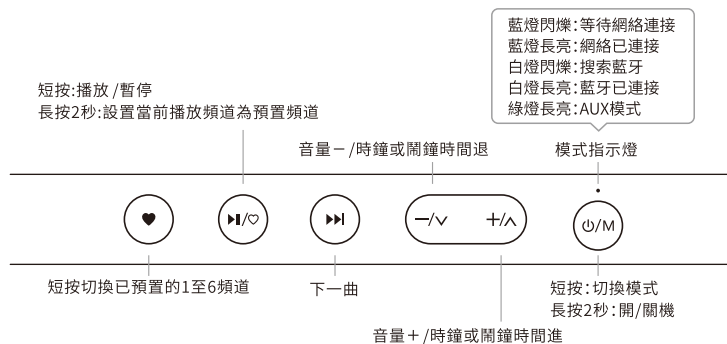 藍燈閃爍：等待網絡連接
藍燈長亮：網絡已連接
白燈閃爍：搜索藍牙
白燈長亮：藍牙已連接
綠燈長亮：AUX模式
短按:播放 /暫停
長按2秒:設置當前播放頻道為預置頻道
音量－/時鐘或鬧鐘時間退
模式指示燈
/M
短按切換已預置的1至6頻道
下一曲
短按：切換模式
長按2秒：開/關機
音量＋/時鐘或鬧鐘時間進